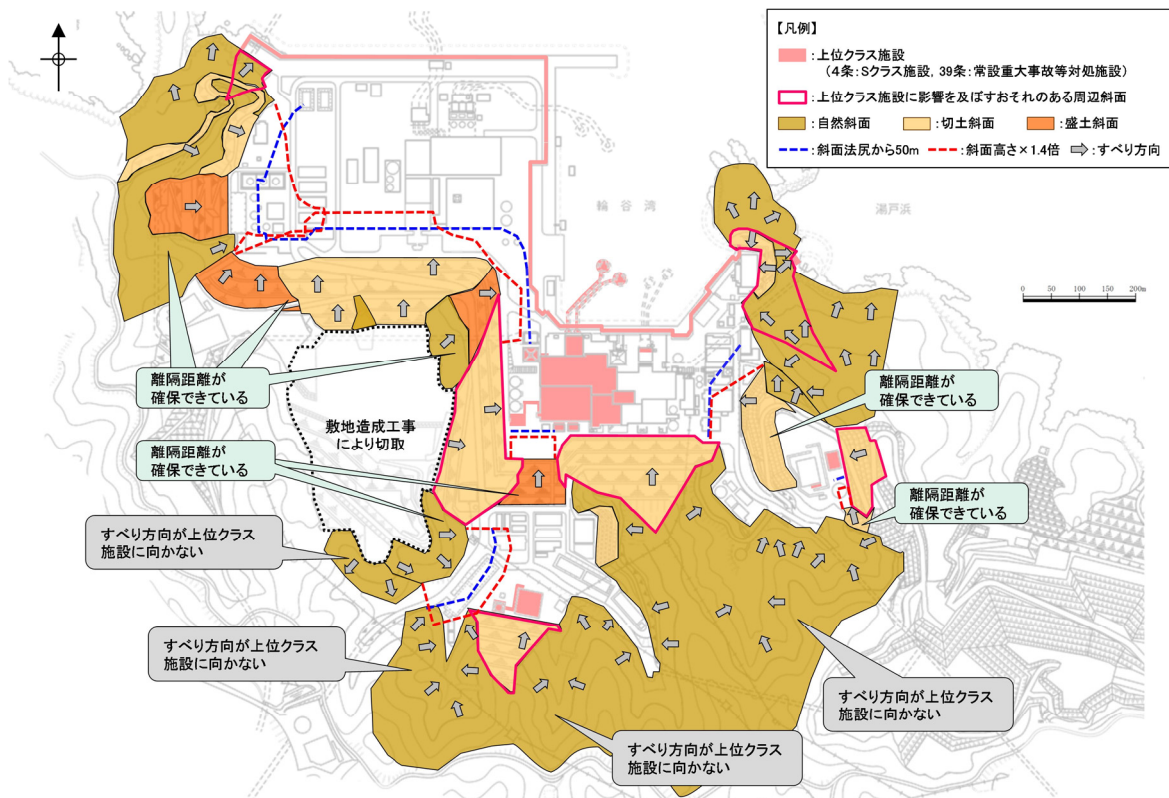 【凡例】
:上位クラス施設
(4条:Sクラス施設, 39条:常設重大事故等対処施設)
:上位クラス施設に影響を及ぼすおそれのある周辺斜面
:自然斜面
:切土斜面
:盛土斜面
:斜面法尻から50m
:斜面高さ×1.4倍
:すべり方向
輪谷湾
湯戸浜
0 50 100 150 200m
離隔距離が
確保できている
敷地造成工事
により切取
離隔距離が
確保できている
離隔距離が
確保できている
離隔距離が
確保できている
すべり方向が上位クラス
施設に向かない
すべり方向が上位クラス
施設に向かない
すべり方向が上位クラス
施設に向かない
すべり方向が上位クラス
施設に向かない